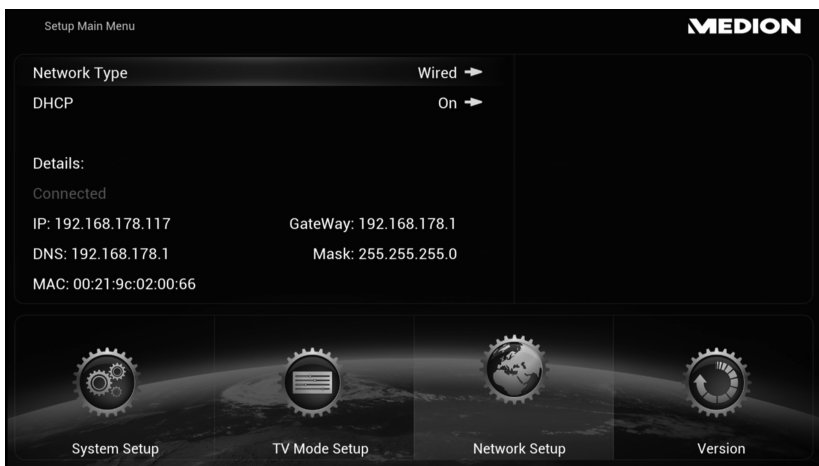 Setup Main Menu
MEDION
Network Type Wired
DHCP On
Details:
Connected
IP: 192.168.178.117 GateWay: 192.168.178.1
DNS: 192.168.178.1 Mask: 255.255.255.0
MAC: 00:21:9c:02:00:66
System Setup TV Mode Setup Network Setup Version